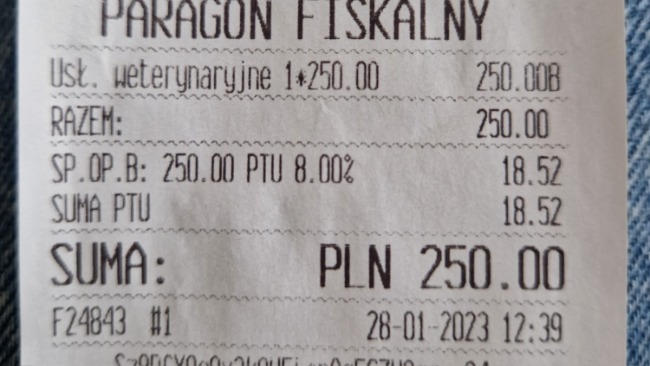 PARAGON FISKALNY
Usł. weterynaryjne 1*250.00 250.00B
RAZEM: 250.00
SP.OP.B: 250.00 PTU 8.00% 18.52
SUMA PTU 18.52
SUMA: PLN 250.00
F24843 #1 28-01-2023 12:39